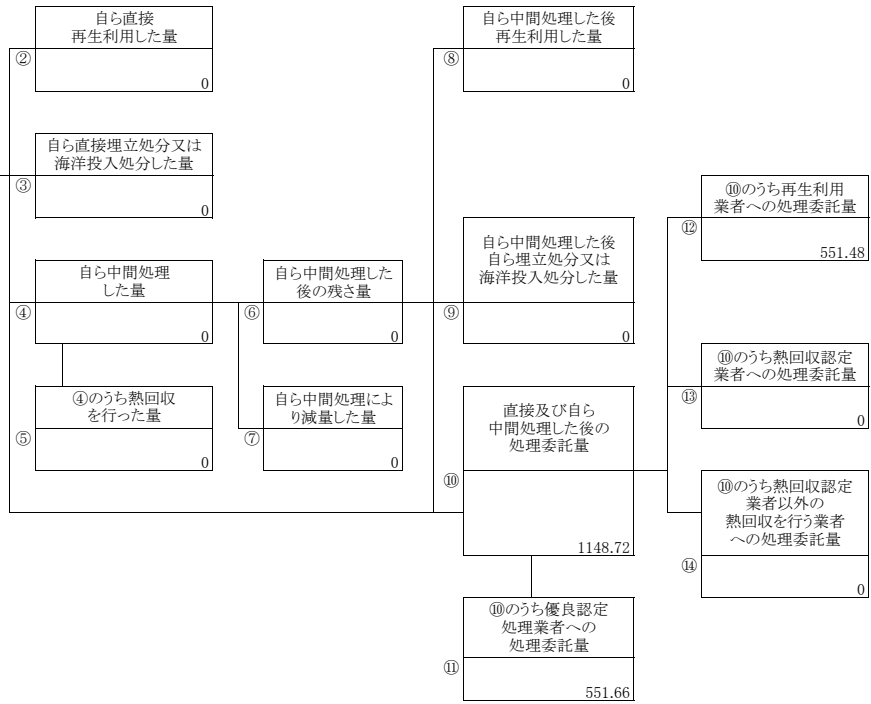 自ら直接
再生利用した量
②
0
自ら直接埋立処分又は
海洋投入処分した量
③
0
自ら中間処理
した量
④
0
④のうち熱回収
を行った量
⑤
0
自ら中間処理した
後の残さ量
⑥
0
自ら中間処理によ
り減量した量
⑦
0
自ら中間処理した後
再生利用した量
⑧
0
自ら中間処理した後
自ら埋立処分又は
海洋投入処分した量
⑨
0
直接及び自ら
中間処理した後の
処理委託量
⑩
1148.72
⑩のうち優良認定
処理業者への
処理委託量
⑪
551.66
⑩のうち再生利用
業者への処理委託量
⑫
551.48
⑩のうち熱回収認定
業者への処理委託量
⑬
0
⑩のうち熱回収認定
業者以外の
熱回収を行う業者
への処理委託量
⑭
0